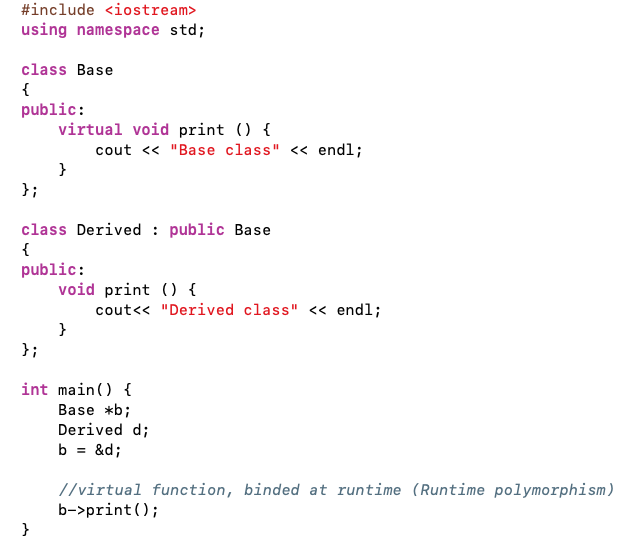 #include <iostream>
using namespace std;
class Base
{
public:
    virtual void print () {
        cout << "Base class" << endl;
    }
};
class Derived : public Base
{
public:
    void print () {
        cout<< "Derived class" << endl;
    }
};
int main() {
    Base *b;
    Derived d;
    b = &d;
    //virtual function, binded at runtime (Runtime polymorphism)
    b->print();
}